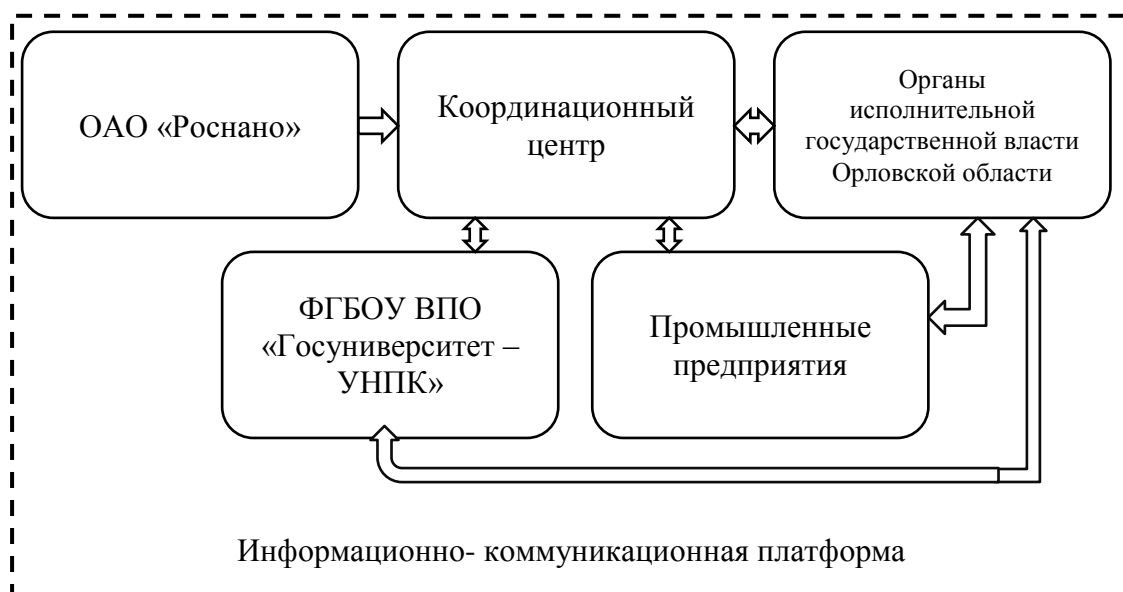 ОАО «Роснано»
Координационный
центр
Органы
исполнительной
государственной власти
Орловской области
ФГБОУ ВПО
«Госуниверситет –
УНПК»
Промышленные
предприятия
Информационно- коммуникационная платформа